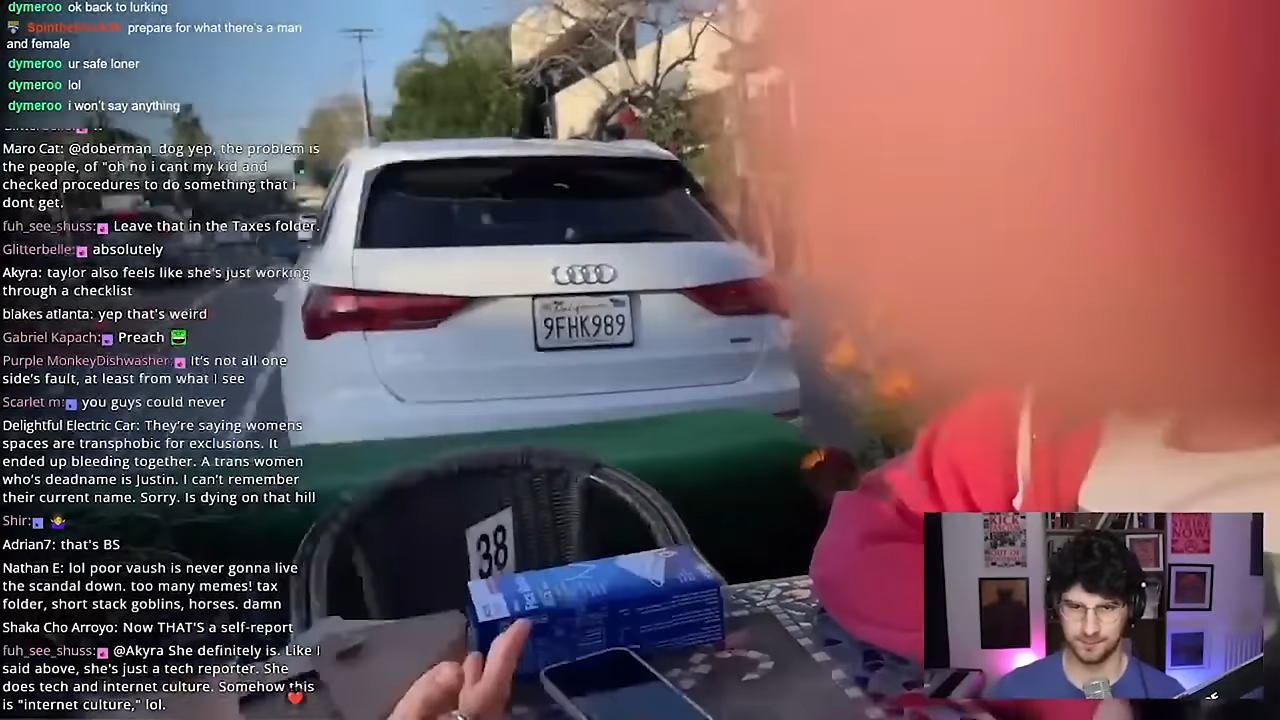 dymeroo ok back to lurking
prepare for what there's a man
and female
dymeroo ur safe loner
dymeroo lol
dymeroo i won't say anything
Maro Cat: @doberman_dog yep, the problem is
the people, of "oh no i cant my kid and
checked procedures to do something that i
dont get.
fuh_see_shuss: Leave that in the Taxes folder.
Glitterbelle: absolutely
Akyra: taylor also feels like she's just working
through a checklist
blakes atlanta: yep that's weird
Gabriel Kapach: Preach
Purple MonkeyDishwasher: It's not all one
side's fault, at least from what I see
Scarlet m: you guys could never
Delightful Electric Car: They're saying womens
spaces are transphobic for exclusions. It
ended up bleeding together. A trans women
who's deadname is Justin. I can't remember
their current name. Sorry. Is dying on that hill
Shir:
Adrian7: that's BS
Nathan E: lol poor vaush is never gonna live
the scandal down. too many memes! tax
folder, short stack goblins, horses. damn
Shaka Cho Arroyo: Now THAT'S a self-report
fuh_see_shuss: @Akyra She definitely is. Like I
said above, she's just a tech reporter. She
does tech and internet culture. Somehow this
is "internet culture," lol.
California
9FHK989
38
STRIKE
NOW!